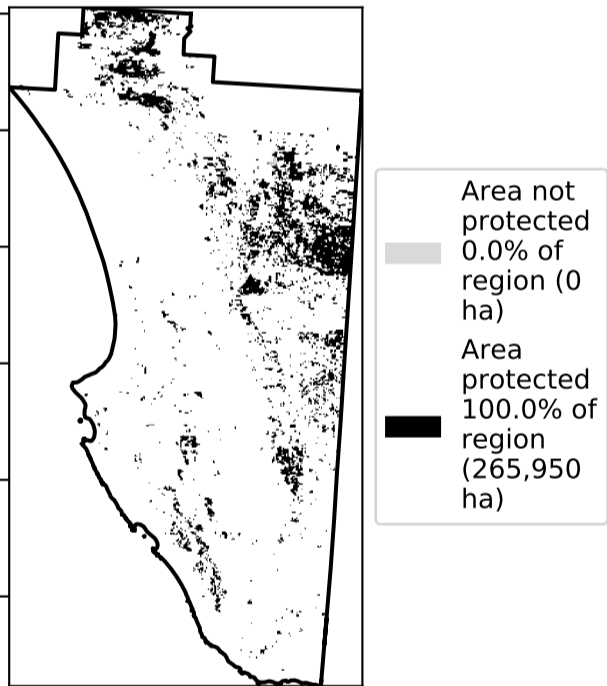 Area not
protected
0.0% of
region (0
ha)
Area
protected
100.0% of
region
(265,950
ha)